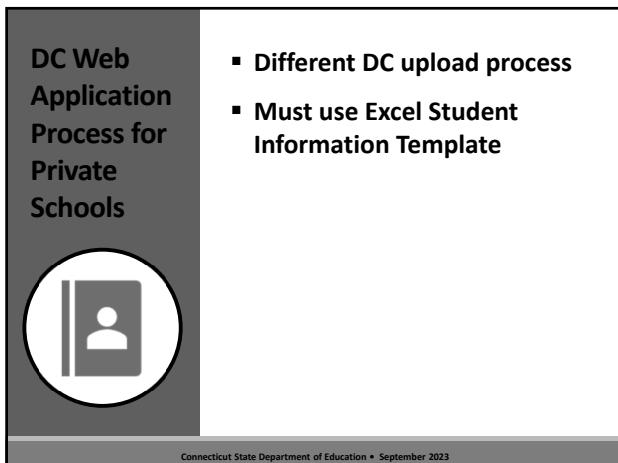 DC Web
Application
Process for
Private
Schools
▪ Different DC upload process
▪ Must use Excel Student
Information Template
Connecticut State Department of Education • September 2023